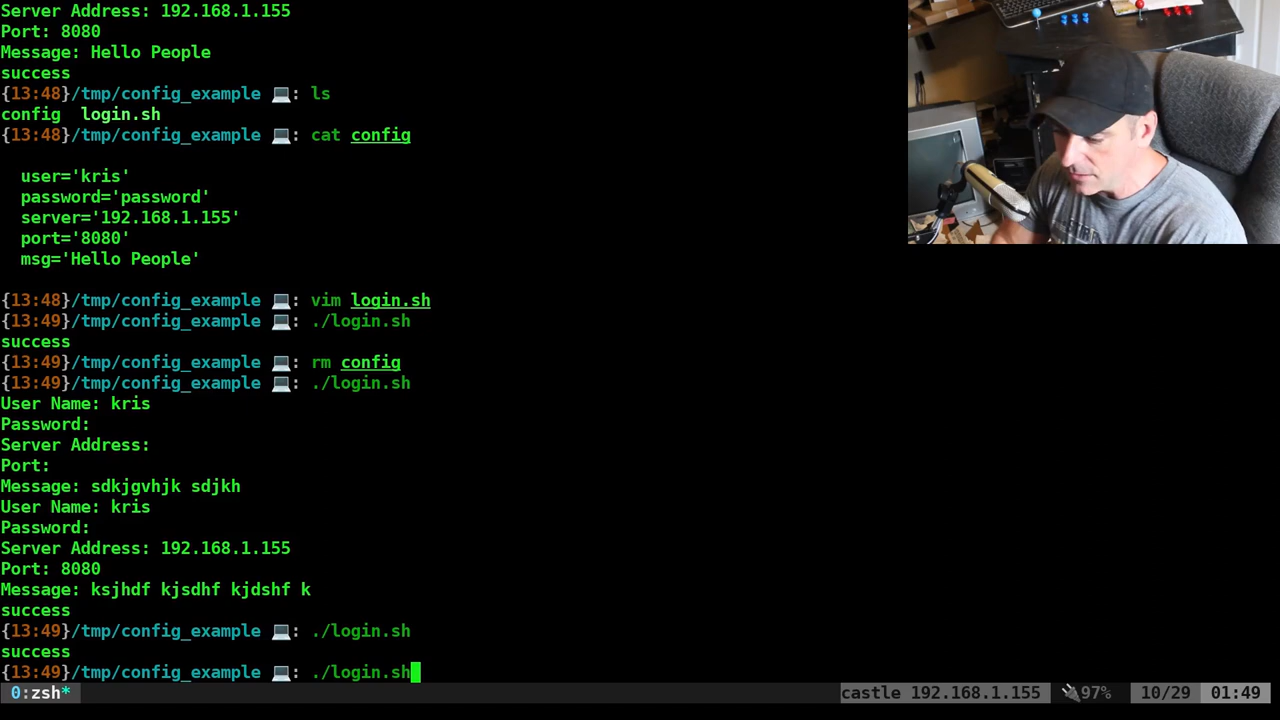 Server Address: 192.168.1.155
Port: 8080
Message: Hello People
success
{13:48}/tmp/config_example 💻: ls
config  login.sh
{13:48}/tmp/config_example 💻: cat config
user='kris'
password='password'
server='192.168.1.155'
port='8080'
msg='Hello People'
{13:48}/tmp/config_example 💻: vim login.sh
{13:49}/tmp/config_example 💻: ./login.sh
success
{13:49}/tmp/config_example 💻: rm config
{13:49}/tmp/config_example 💻: ./login.sh
User Name: kris
Password:
Server Address:
Port:
Message: sdkjgvhjk sdjkh
User Name: kris
Password:
Server Address: 192.168.1.155
Port: 8080
Message: ksjhdf kjsdhf kjdshf k
success
{13:49}/tmp/config_example 💻: ./login.sh
success
{13:49}/tmp/config_example 💻: ./login.sh
0:zsh* castle 192.168.1.155 🔌97% 10/29 01:49